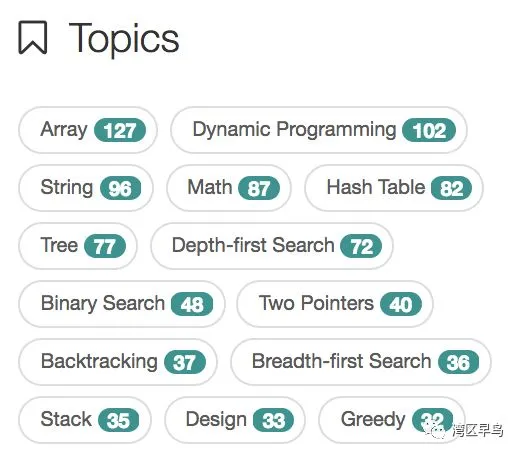 Topics
Array 127 Dynamic Programming 102
String 96 Math 87 Hash Table 82
Tree 77 Depth-first Search 72
Binary Search 48 Two Pointers 40
Backtracking 37 Breadth-first Search 36
Stack 35 Design 33 Greedy 32
湾区早鸟